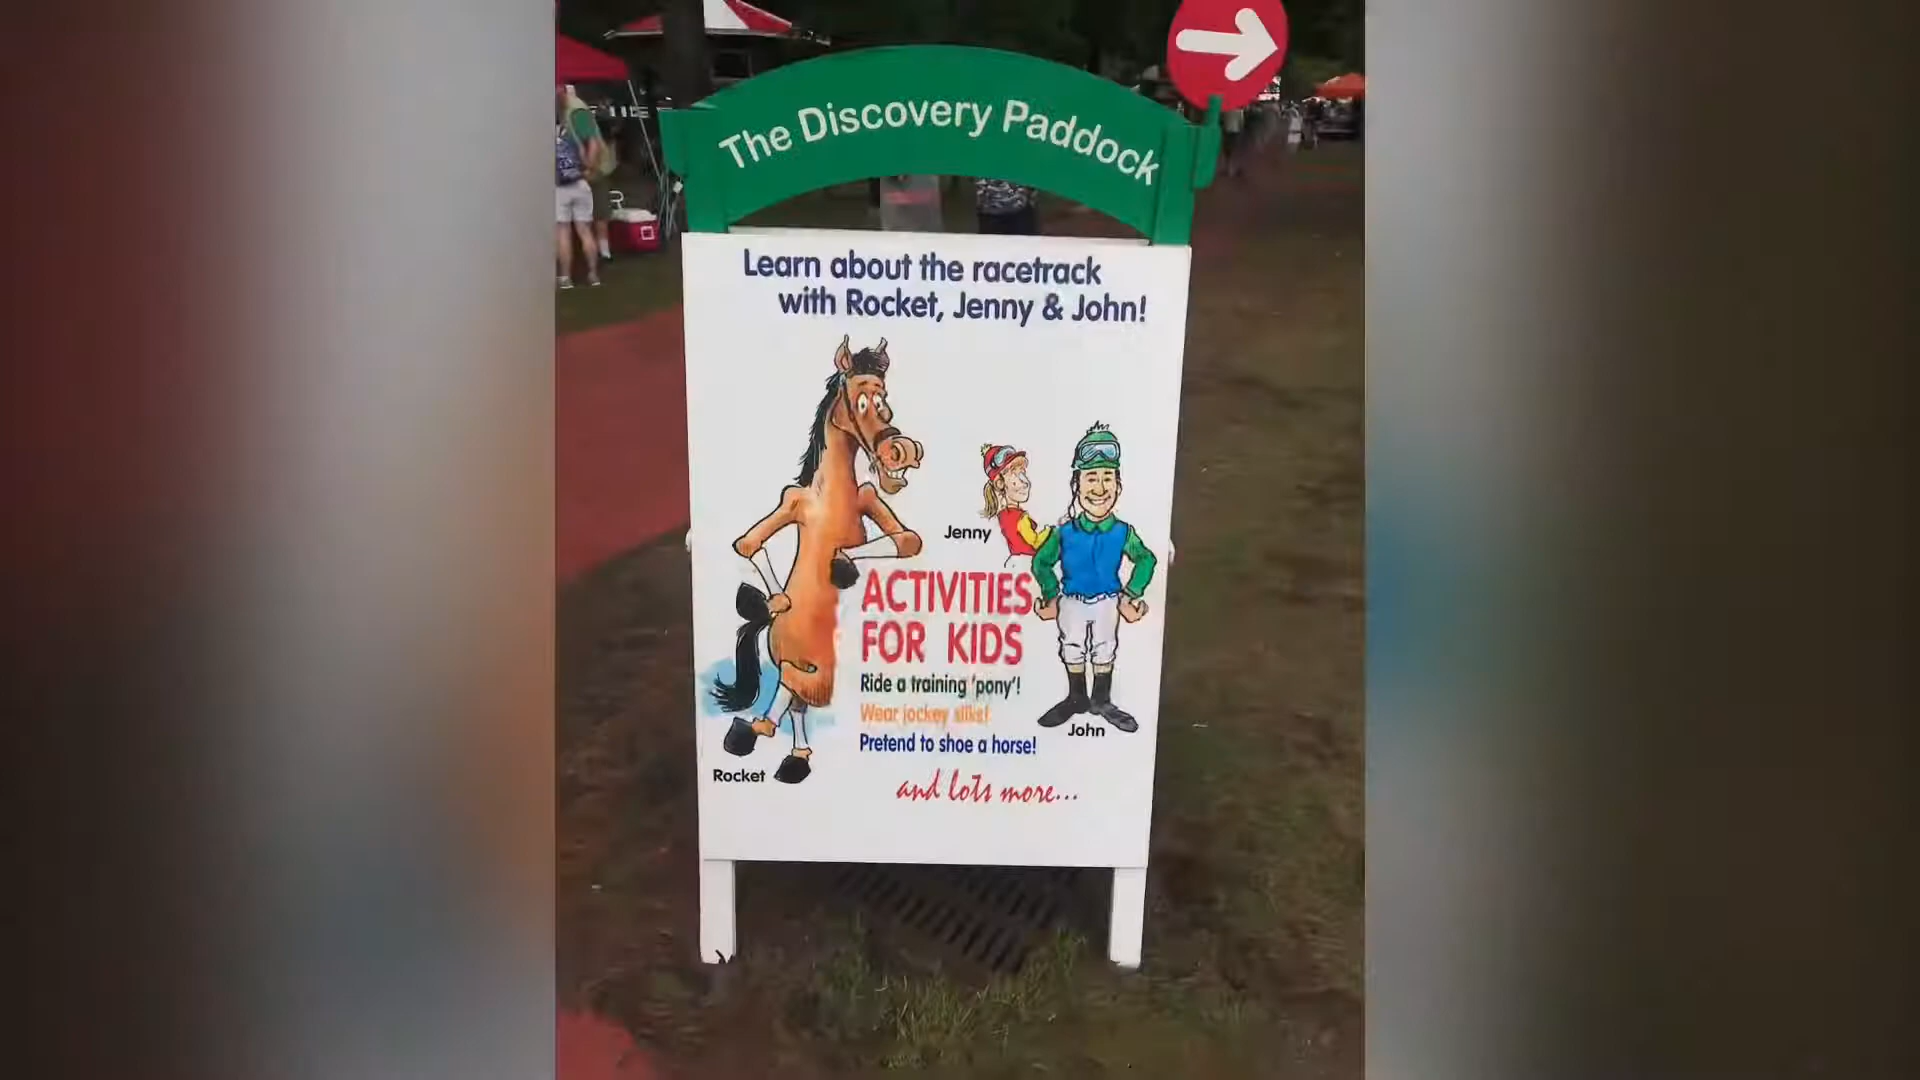 The Discovery Paddock
Learn about the racetrack
with Rocket, Jenny & John!
Jenny
ACTIVITIES
FOR KIDS
Ride a training 'pony'!
Wear jockey silks!
Pretend to shoe a horse!
John
Rocket
and lots more...